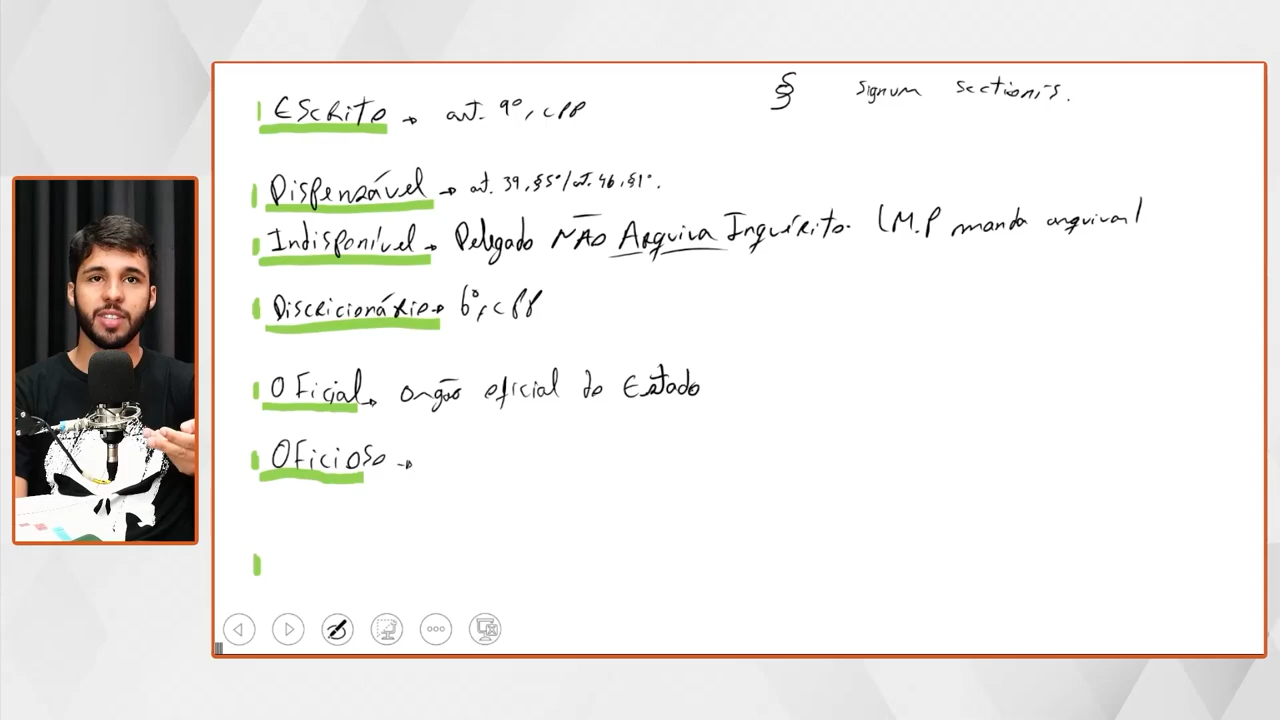 § signum sectionis.
Escrito → art. 9º, CPP
Dispensável → art. 39, §5º / art. 46, §1º.
Indisponível → Delegado NÃO Arquiva Inquérito. (M.P manda arquivar)
Discricionário → 6º, CPP
Oficial → orgão oficial do Estado
Oficioso →